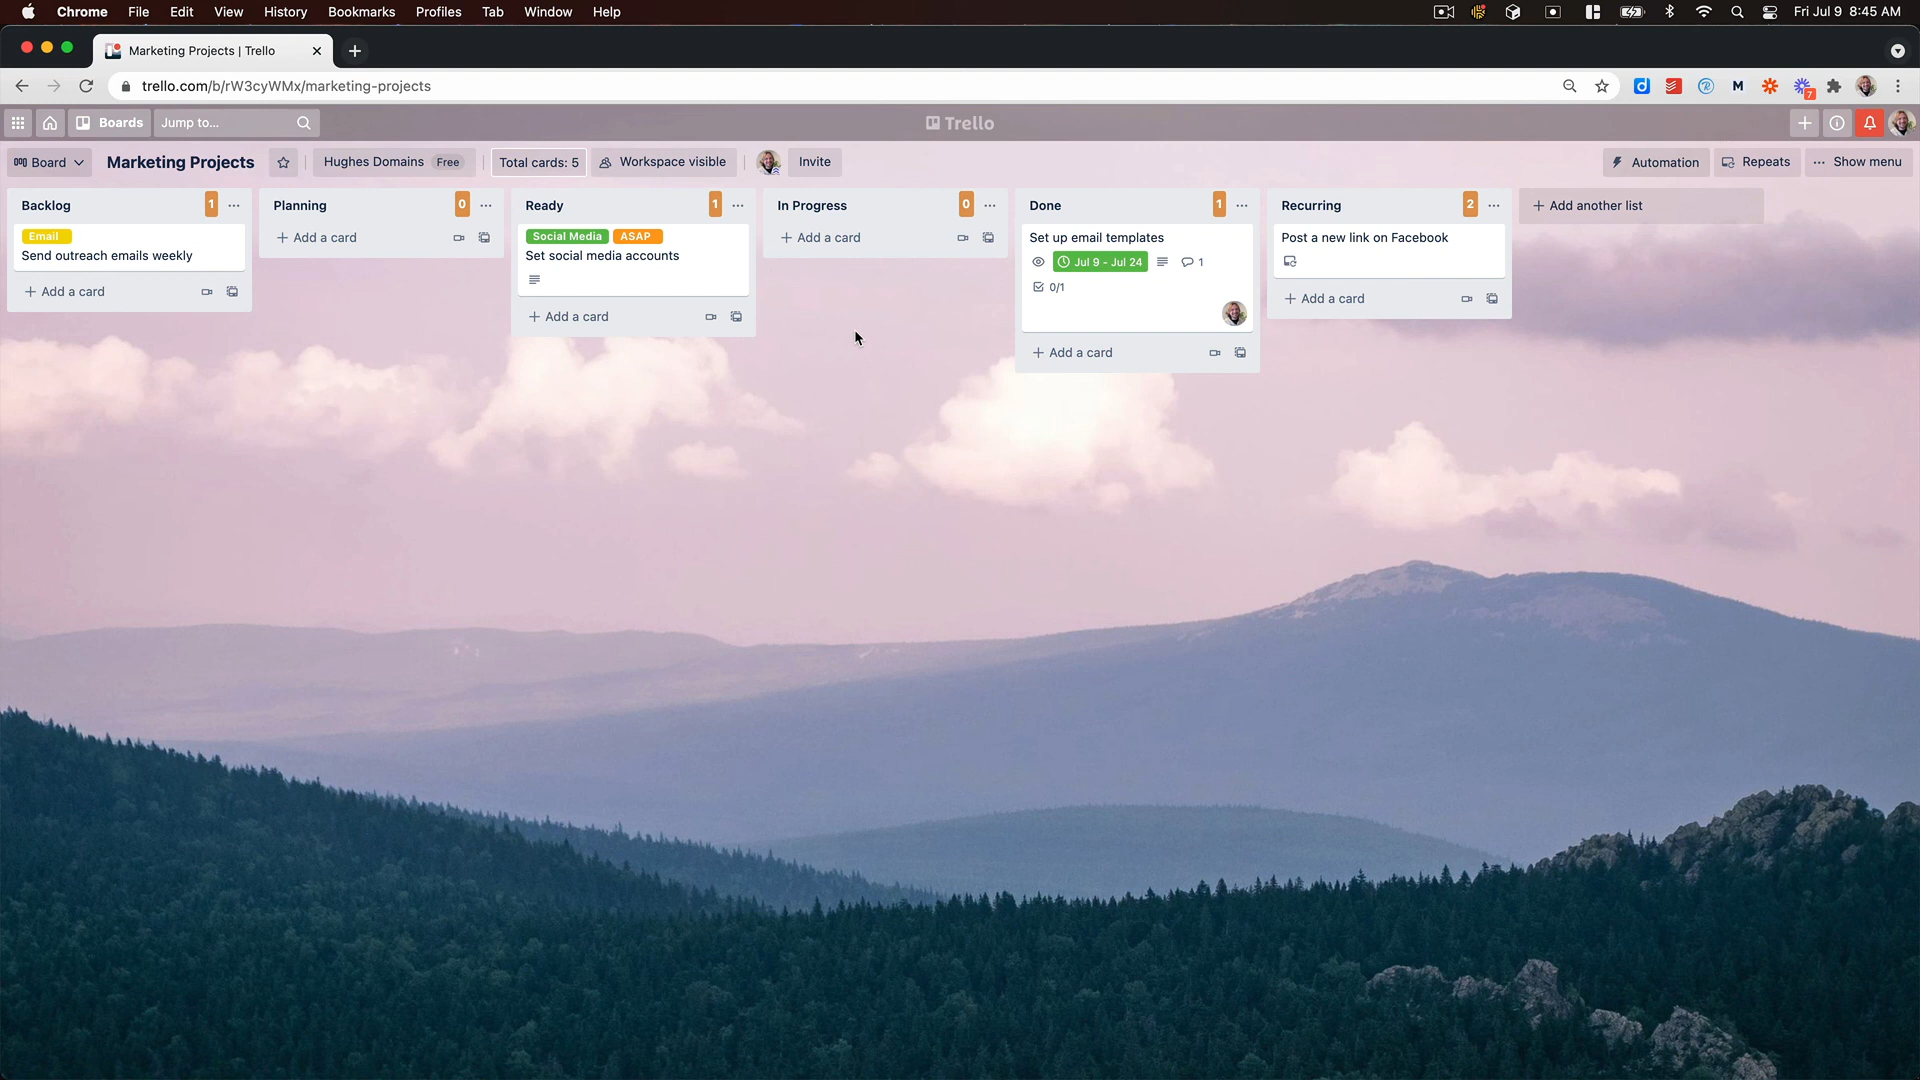 Chrome File Edit View History Bookmarks Profiles Tab Window Help Fri Jul 9 8:45 AM
Marketing Projects | Trello
trello.com/b/rW3cyWMx/marketing-projects M 7
Boards Jump to... Trello
Board Marketing Projects Hughes Domains Free Total cards: 5 Workspace visible Invite Automation Repeats Show menu
Backlog 1
Email
Send outreach emails weekly
Add a card
Planning 0
Add a card
Ready 1
Social Media ASAP
Set social media accounts
Add a card
In Progress 0
Add a card
Done 1
Set up email templates
Jul 9 - Jul 24 1
0/1
Add a card
Recurring 2
Post a new link on Facebook
Add a card
Add another list